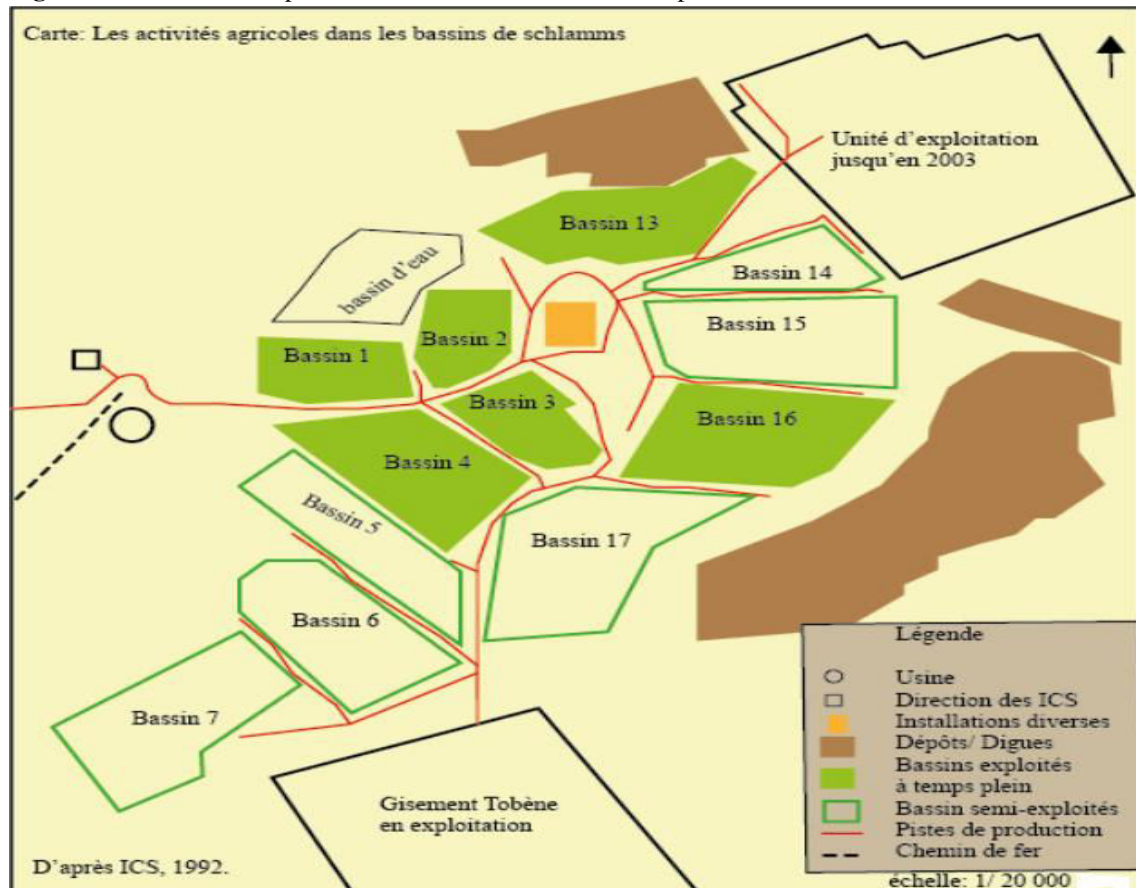 Carte: Les activités agricoles dans les bassins de schlamms
Unité d'exploitation
jusqu'en 2003
Bassin 13
bassin d'eau
Bassin 14
Bassin 15
Bassin 1
Bassin 2
Bassin 3
Bassin 16
Bassin 4
Bassin 5
Bassin 17
Bassin 6
Bassin 7
Gisement Tobène
en exploitation
D'après ICS, 1992.
Légende
Usine
Direction des ICS
Installations diverses
Dépôts/ Digues
Bassins exploités
à temps plein
Bassin semi-exploités
Pistes de production
Chemin de fer
échelle: 1/ 20 000